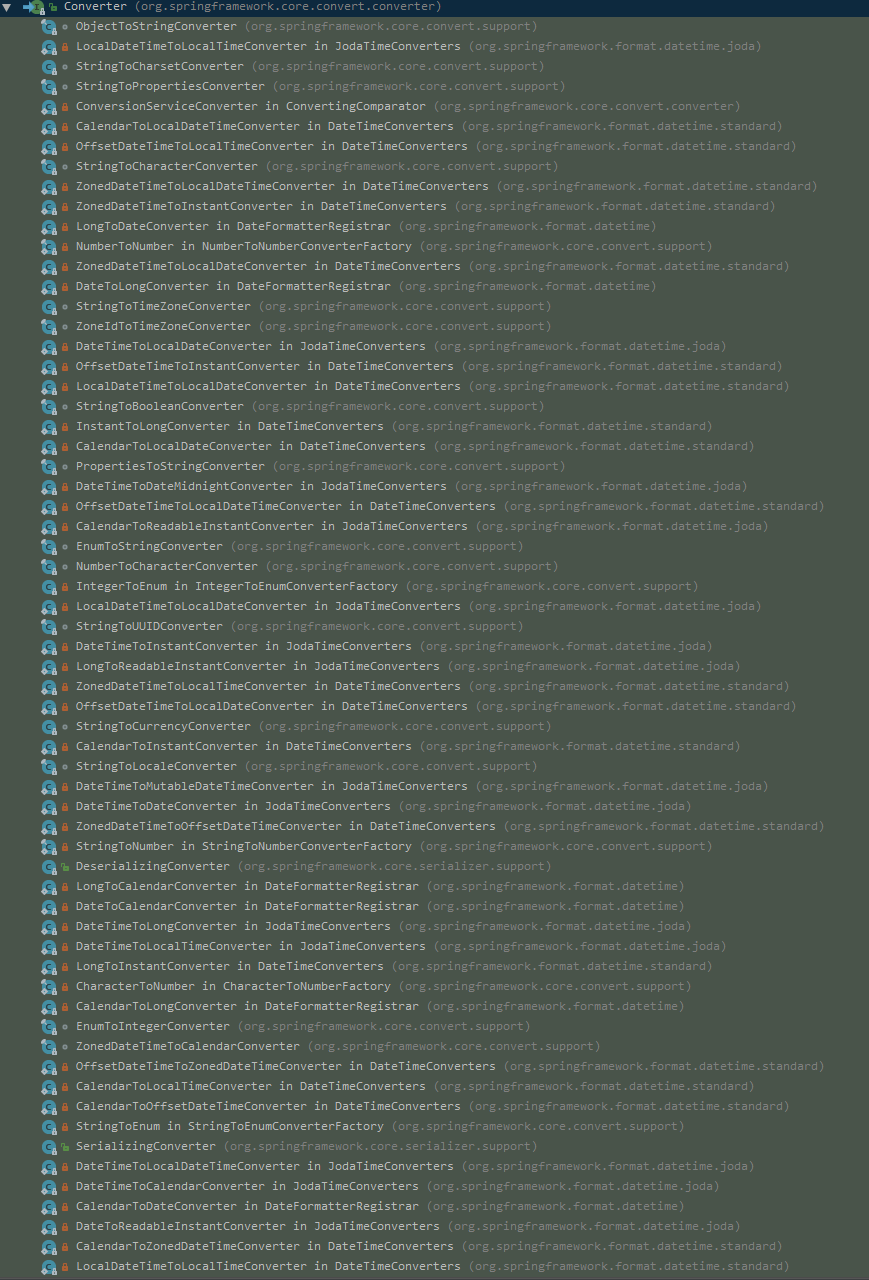 Converter (org.springframework.core.convert.converter)
ObjectToStringConverter (org.springframework.core.convert.support)
LocalDateTimeToLocalTimeConverter in JodaTimeConverters (org.springframework.format.datetime.joda)
StringToCharsetConverter (org.springframework.core.convert.support)
StringToPropertiesConverter (org.springframework.core.convert.support)
ConversionServiceConverter in ConvertingComparator (org.springframework.core.convert.converter)
CalendarToLocalDateTimeConverter in DateTimeConverters (org.springframework.format.datetime.standard)
OffsetDateTimeToLocalTimeConverter in DateTimeConverters (org.springframework.format.datetime.standard)
StringToCharacterConverter (org.springframework.core.convert.support)
ZonedDateTimeToLocalDateTimeConverter in DateTimeConverters (org.springframework.format.datetime.standard)
ZonedDateTimeToInstantConverter in DateTimeConverters (org.springframework.format.datetime.standard)
LongToDateConverter in DateFormatterRegistrar (org.springframework.format.datetime)
NumberToNumber in NumberToNumberConverterFactory (org.springframework.core.convert.support)
ZonedDateTimeToLocalDateConverter in DateTimeConverters (org.springframework.format.datetime.standard)
DateToLongConverter in DateFormatterRegistrar (org.springframework.format.datetime)
StringToTimeZoneConverter (org.springframework.core.convert.support)
ZoneIdToTimeZoneConverter (org.springframework.core.convert.support)
DateTimeToLocalDateConverter in JodaTimeConverters (org.springframework.format.datetime.joda)
OffsetDateTimeToInstantConverter in DateTimeConverters (org.springframework.format.datetime.standard)
LocalDateTimeToLocalDateConverter in DateTimeConverters (org.springframework.format.datetime.standard)
StringToBooleanConverter (org.springframework.core.convert.support)
InstantToLongConverter in DateTimeConverters (org.springframework.format.datetime.standard)
CalendarToLocalDateConverter in DateTimeConverters (org.springframework.format.datetime.standard)
PropertiesToStringConverter (org.springframework.core.convert.support)
DateTimeToDateMidnightConverter in JodaTimeConverters (org.springframework.format.datetime.joda)
OffsetDateTimeToLocalDateTimeConverter in DateTimeConverters (org.springframework.format.datetime.standard)
CalendarToReadableInstantConverter in JodaTimeConverters (org.springframework.format.datetime.joda)
EnumToStringConverter (org.springframework.core.convert.support)
NumberToCharacterConverter (org.springframework.core.convert.support)
IntegerToEnum in IntegerToEnumConverterFactory (org.springframework.core.convert.support)
LocalDateTimeToLocalDateConverter in JodaTimeConverters (org.springframework.format.datetime.joda)
StringToUUIDConverter (org.springframework.core.convert.support)
DateTimeToInstantConverter in JodaTimeConverters (org.springframework.format.datetime.joda)
LongToReadableInstantConverter in JodaTimeConverters (org.springframework.format.datetime.joda)
ZonedDateTimeToLocalTimeConverter in DateTimeConverters (org.springframework.format.datetime.standard)
OffsetDateTimeToLocalDateConverter in DateTimeConverters (org.springframework.format.datetime.standard)
StringToCurrencyConverter (org.springframework.core.convert.support)
CalendarToInstantConverter in DateTimeConverters (org.springframework.format.datetime.standard)
StringToLocaleConverter (org.springframework.core.convert.support)
DateTimeToMutableDateTimeConverter in JodaTimeConverters (org.springframework.format.datetime.joda)
DateTimeToDateConverter in JodaTimeConverters (org.springframework.format.datetime.joda)
ZonedDateTimeToOffsetDateTimeConverter in DateTimeConverters (org.springframework.format.datetime.standard)
StringToNumber in StringToNumberConverterFactory (org.springframework.core.convert.support)
DeserializingConverter (org.springframework.core.serializer.support)
LongToCalendarConverter in DateFormatterRegistrar (org.springframework.format.datetime)
DateToCalendarConverter in DateFormatterRegistrar (org.springframework.format.datetime)
DateTimeToLongConverter in JodaTimeConverters (org.springframework.format.datetime.joda)
DateTimeToLocalTimeConverter in JodaTimeConverters (org.springframework.format.datetime.joda)
LongToInstantConverter in DateTimeConverters (org.springframework.format.datetime.standard)
CharacterToNumber in CharacterToNumberFactory (org.springframework.core.convert.support)
CalendarToLongConverter in DateFormatterRegistrar (org.springframework.format.datetime)
EnumToIntegerConverter (org.springframework.core.convert.support)
ZonedDateTimeToCalendarConverter (org.springframework.core.convert.support)
OffsetDateTimeToZonedDateTimeConverter in DateTimeConverters (org.springframework.format.datetime.standard)
CalendarToLocalTimeConverter in DateTimeConverters (org.springframework.format.datetime.standard)
CalendarToOffsetDateTimeConverter in DateTimeConverters (org.springframework.format.datetime.standard)
StringToEnum in StringToEnumConverterFactory (org.springframework.core.convert.support)
SerializingConverter (org.springframework.core.serializer.support)
DateTimeToLocalDateTimeConverter in JodaTimeConverters (org.springframework.format.datetime.joda)
DateTimeToCalendarConverter in JodaTimeConverters (org.springframework.format.datetime.joda)
CalendarToDateConverter in DateFormatterRegistrar (org.springframework.format.datetime)
DateToReadableInstantConverter in JodaTimeConverters (org.springframework.format.datetime.joda)
CalendarToZonedDateTimeConverter in DateTimeConverters (org.springframework.format.datetime.standard)
LocalDateTimeToLocalTimeConverter in DateTimeConverters (org.springframework.format.datetime.standard)